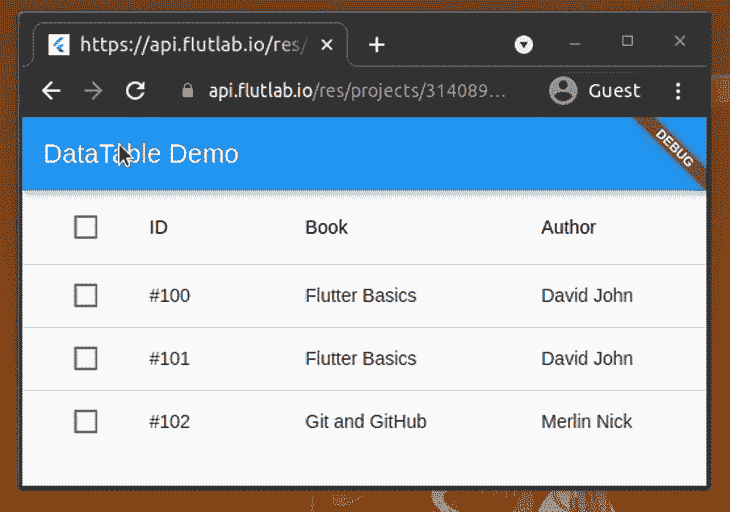 https://api.flutlab.io/res/
api.flutlab.io/res/projects/314089... Guest
DataTable Demo
DEBUG
ID Book Author
#100 Flutter Basics David John
#101 Flutter Basics David John
#102 Git and GitHub Merlin Nick